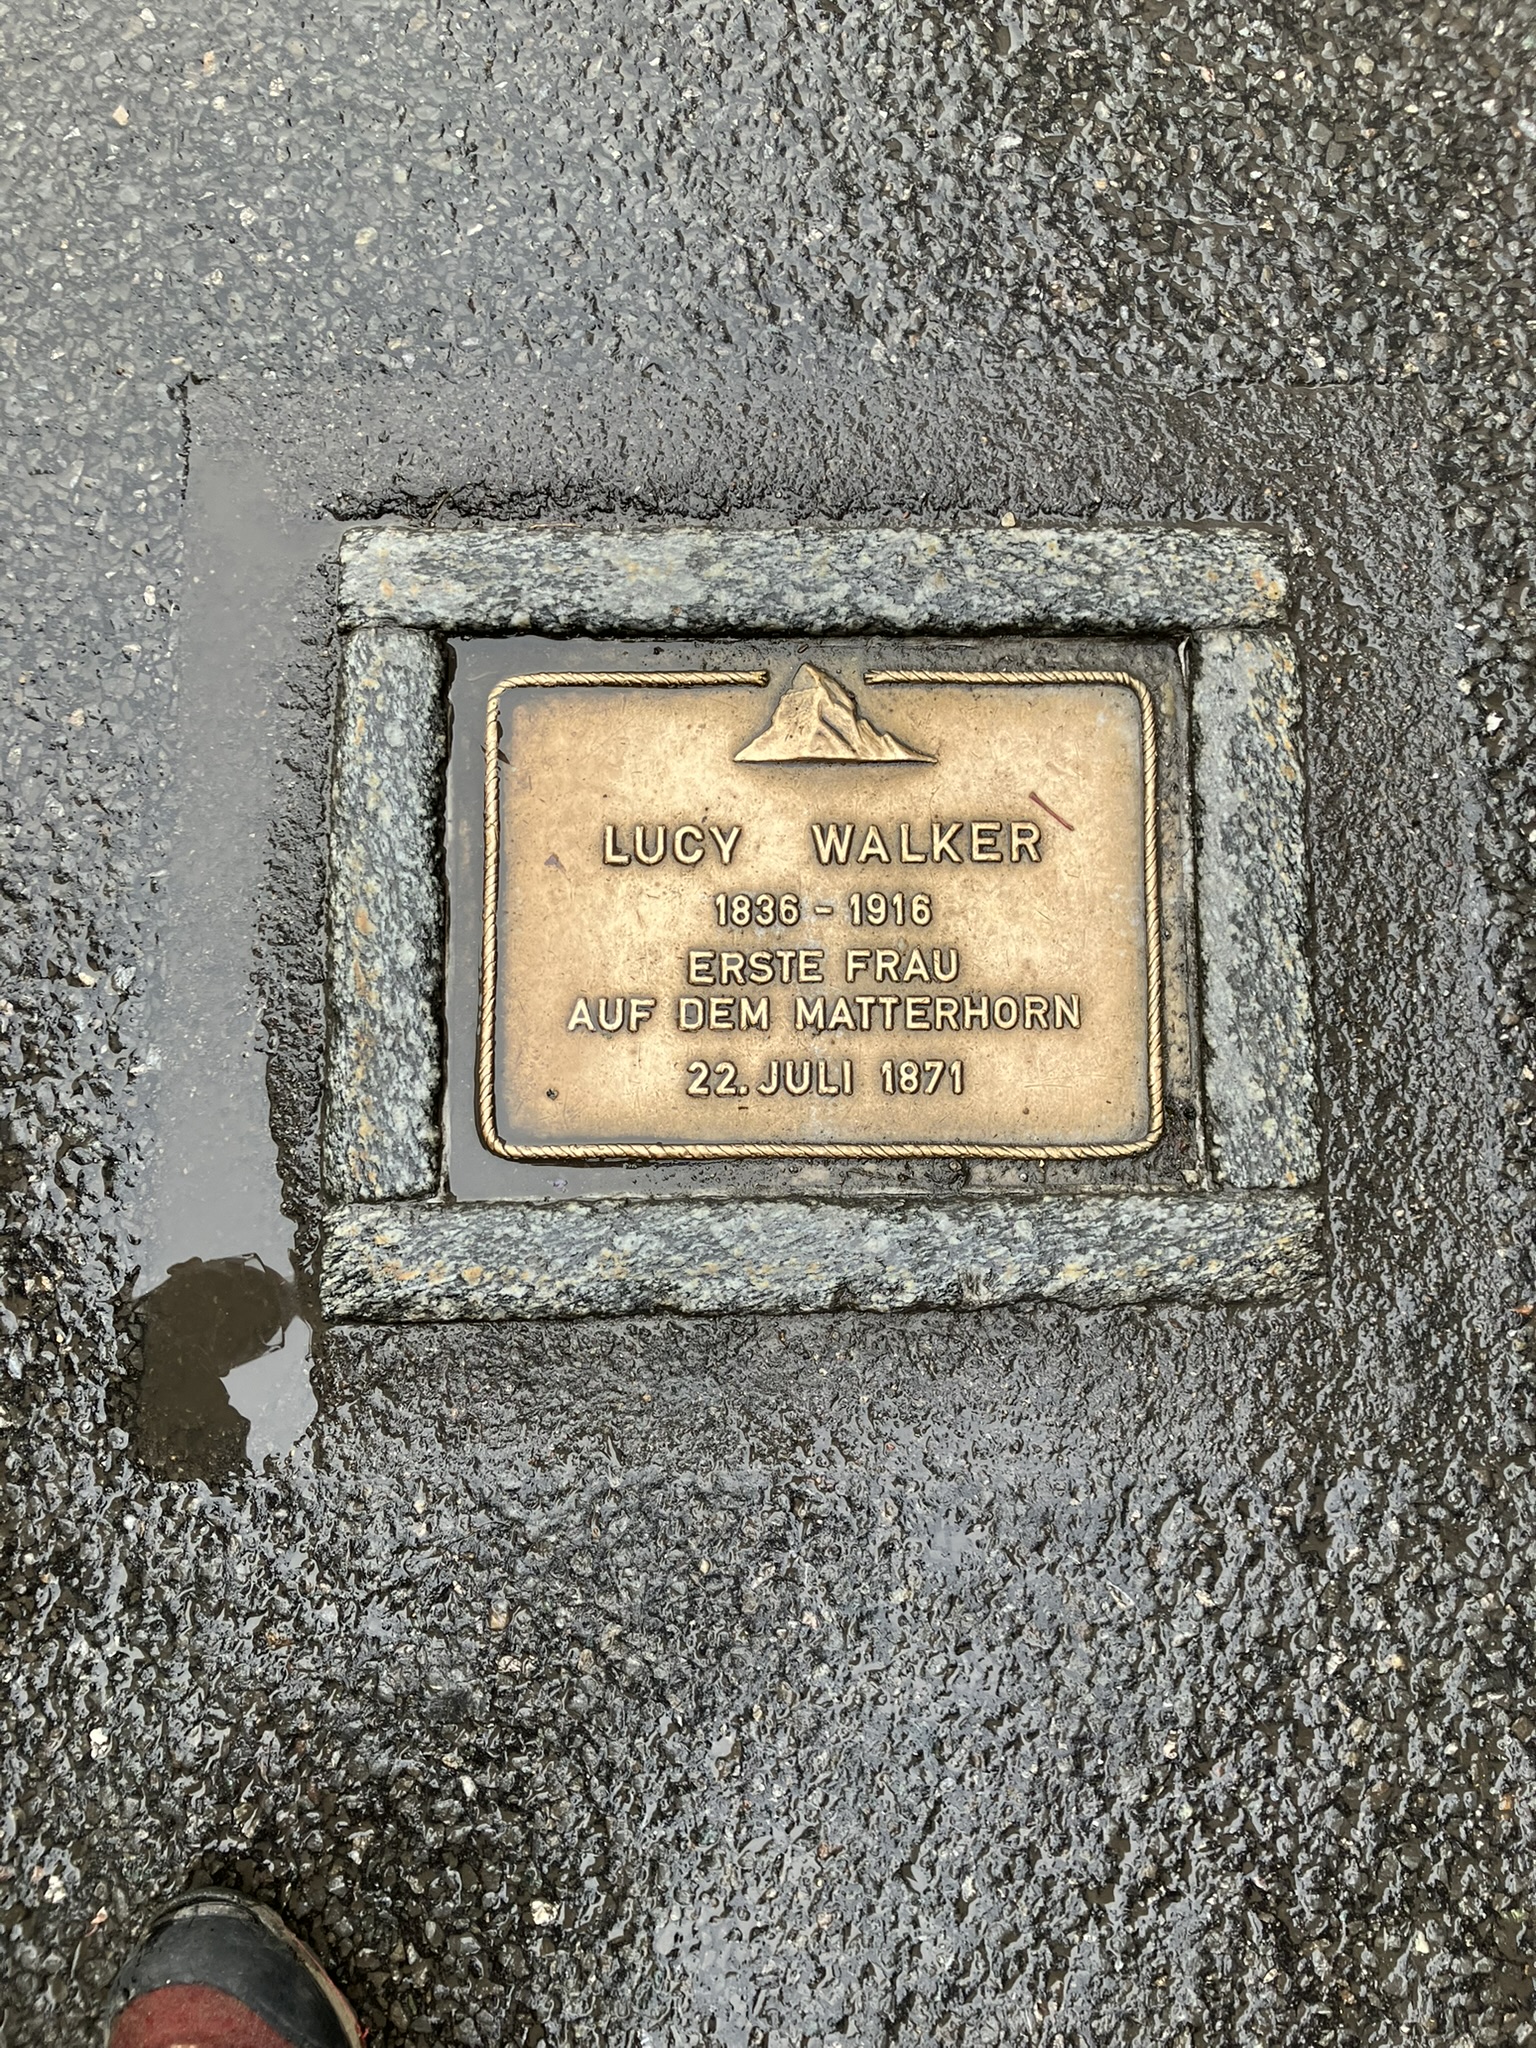 LUCY WALKER
1836 - 1916
ERSTE FRAU
AUF DEM MATTERHORN
22. JULI 1871